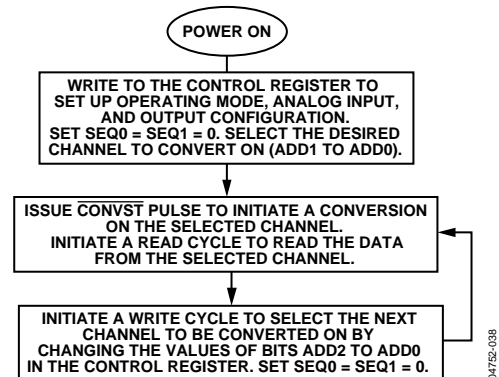 POWER ON
WRITE TO THE CONTROL REGISTER TO
SET UP OPERATING MODE, ANALOG INPUT,
AND OUTPUT CONFIGURATION.
SET SEQ0 = SEQ1 = 0. SELECT THE DESIRED
CHANNEL TO CONVERT ON (ADD1 TO ADD0).
ISSUE CONVST PULSE TO INITIATE A CONVERSION
ON THE SELECTED CHANNEL.
INITIATE A READ CYCLE TO READ THE DATA
FROM THE SELECTED CHANNEL.
INITIATE A WRITE CYCLE TO SELECT THE NEXT
CHANNEL TO BE CONVERTED ON BY
CHANGING THE VALUES OF BITS ADD2 TO ADD0
IN THE CONTROL REGISTER. SET SEQ0 = SEQ1 = 0.
04752-038